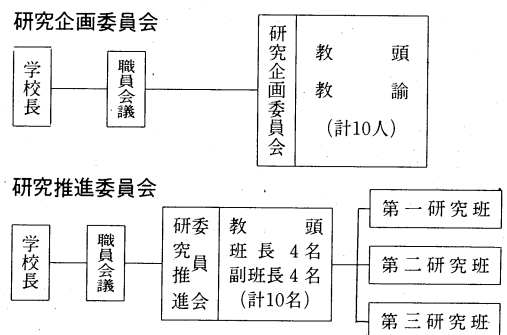 研究企画委員会
学校長
職員会議
研究企画委員会
教頭
教諭
(計10人)
研究推進委員会
学校長
職員会議
研究推進
委員会
教頭
班長 4名
副班長4名
(計10名)
第一研究班
第二研究班
第三研究班